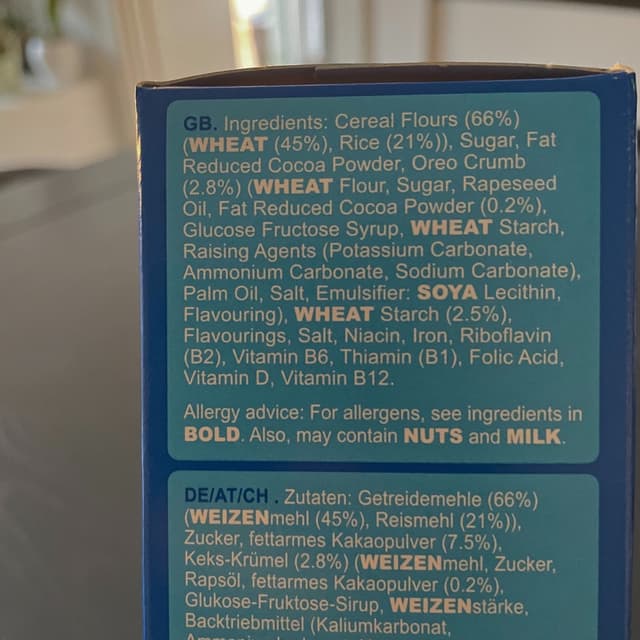 GB. Ingredients: Cereal Flours (66%)
(WHEAT (45%), Rice (21%)), Sugar, Fat
Reduced Cocoa Powder, Oreo Crumb
(2.8%) (WHEAT Flour, Sugar, Rapeseed
Oil, Fat Reduced Cocoa Powder (0.2%),
Glucose Fructose Syrup, WHEAT Starch,
Raising Agents (Potassium Carbonate,
Ammonium Carbonate, Sodium Carbonate),
Palm Oil, Salt, Emulsifier: SOYA Lecithin,
Flavouring), WHEAT Starch (2.5%),
Flavourings, Salt, Niacin, Iron, Riboflavin
(B2), Vitamin B6, Thiamin (B1), Folic Acid,
Vitamin D, Vitamin B12.
Allergy advice: For allergens, see ingredients in
BOLD. Also, may contain NUTS and MILK.
DE/AT/CH . Zutaten: Getreidemehle (66%)
(WEIZENmehl (45%), Reismehl (21%)),
Zucker, fettarmes Kakaopulver (7.5%),
Keks-Krümel (2.8%) (WEIZENmehl, Zucker,
Rapsöl, fettarmes Kakaopulver (0.2%),
Glukose-Fruktose-Sirup, WEIZENstärke,
Backtriebmittel (Kaliumkarbonat,